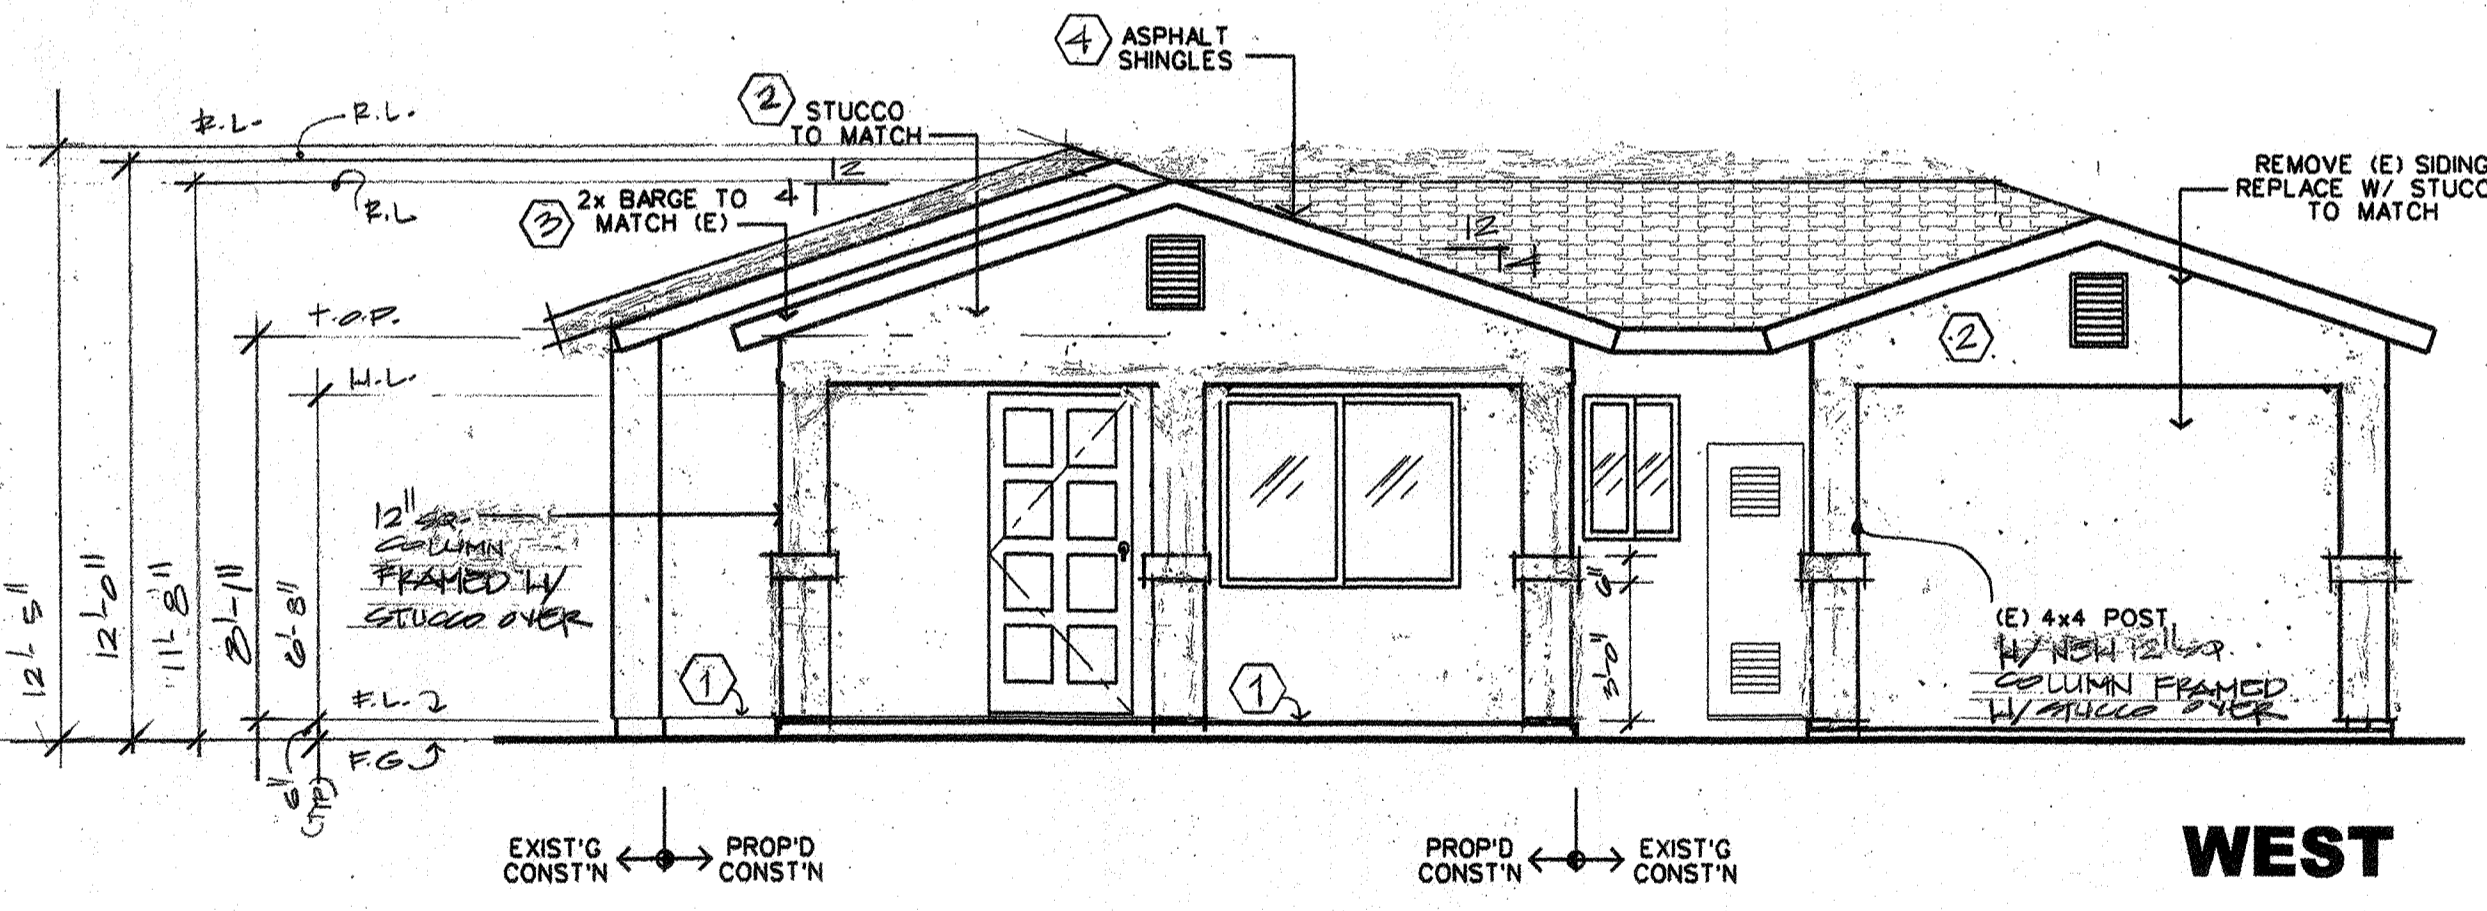 4
ASPHALT
SHINGLES
2
STUCCO
TO MATCH
R.L.
R.L.
R.L
12
4
3
2x BARGE TO
MATCH (E)
REMOVE (E) SIDING
REPLACE W/ STUCC
TO MATCH
12
4
T.O.P.
H.L.
2
12" SQ.
COLUMN
FRAMED W/
STUCCO OVER
12'-5"
12'-0"
11'-8"
8'-1"
6'-8"
6"
3'-0"
(E) 4x4 POST
W/ NEW 12" SQ.
COLUMN FRAMED
W/ STUCCO OVER
1
1
F.L.
F.G
6"
(TYP)
EXIST'G
CONST'N
PROP'D
CONST'N
PROP'D
CONST'N
EXIST'G
CONST'N
WEST